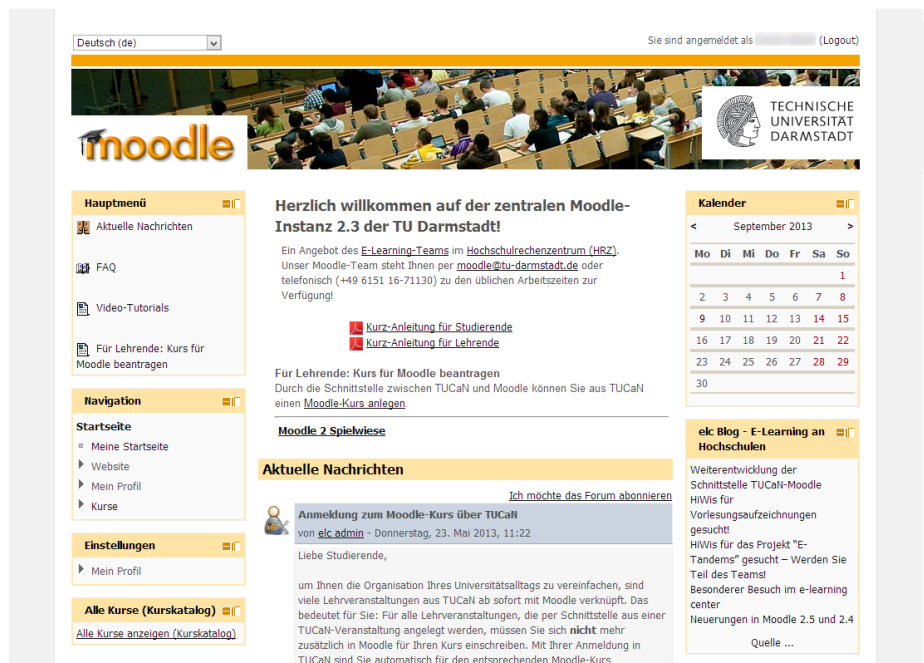 Deutsch (de)
Sie sind angemeldet als (Logout)
moodle
TECHNISCHE
UNIVERSITÄT
DARMSTADT
Hauptmenü
Aktuelle Nachrichten
FAQ
Video-Tutorials
Für Lehrende: Kurs für
Moodle beantragen
Navigation
Startseite
Meine Startseite
Website
Mein Profil
Kurse
Einstellungen
Mein Profil
Alle Kurse (Kurskatalog)
Alle Kurse anzeigen (Kurskatalog)
Herzlich willkommen auf der zentralen Moodle-
Instanz 2.3 der TU Darmstadt!
Ein Angebot des E-Learning-Teams im Hochschulrechenzentrum (HRZ).
Unser Moodle-Team steht Ihnen per moodle@tu-darmstadt.de oder
telefonisch (+49 6151 16-71130) zu den üblichen Arbeitszeiten zur
Verfügung!
Kurz-Anleitung für Studierende
Kurz-Anleitung für Lehrende
Für Lehrende: Kurs für Moodle beantragen
Durch die Schnittstelle zwischen TUCaN und Moodle können Sie aus TUCaN
einen Moodle-Kurs anlegen.
Moodle 2 Spielwiese
Aktuelle Nachrichten
Ich möchte das Forum abonnieren
Anmeldung zum Moodle-Kurs über TUCaN
von elc admin - Donnerstag, 23. Mai 2013, 11:22
Liebe Studierende,
um Ihnen die Organisation Ihres Universitätsalltags zu vereinfachen, sind
viele Lehrveranstaltungen aus TUCaN ab sofort mit Moodle verknüpft. Das
bedeutet für Sie: Für alle Lehrveranstaltungen, die per Schnittstelle aus einer
TUCaN-Veranstaltung angelegt werden, müssen Sie sich nicht mehr
zusätzlich in Moodle für Ihren Kurs einschreiben. Mit Ihrer Anmeldung in
TUCaN sind Sie automatisch für den entsprechenden Moodle-Kurs
Kalender
< September 2013 >
Mo Di Mi Do Fr Sa So
1
2 3 4 5 6 7 8
9 10 11 12 13 14 15
16 17 18 19 20 21 22
23 24 25 26 27 28 29
30
elc Blog - E-Learning an
Hochschulen
Weiterentwicklung der
Schnittstelle TUCaN-Moodle
HiWis für
Vorlesungsaufzeichnungen
gesucht!
HiWis für das Projekt “E-
Tandems” gesucht – Werden Sie
Teil des Teams!
Besonderer Besuch im e-learning
center
Neuerungen in Moodle 2.5 und 2.4
Quelle ...